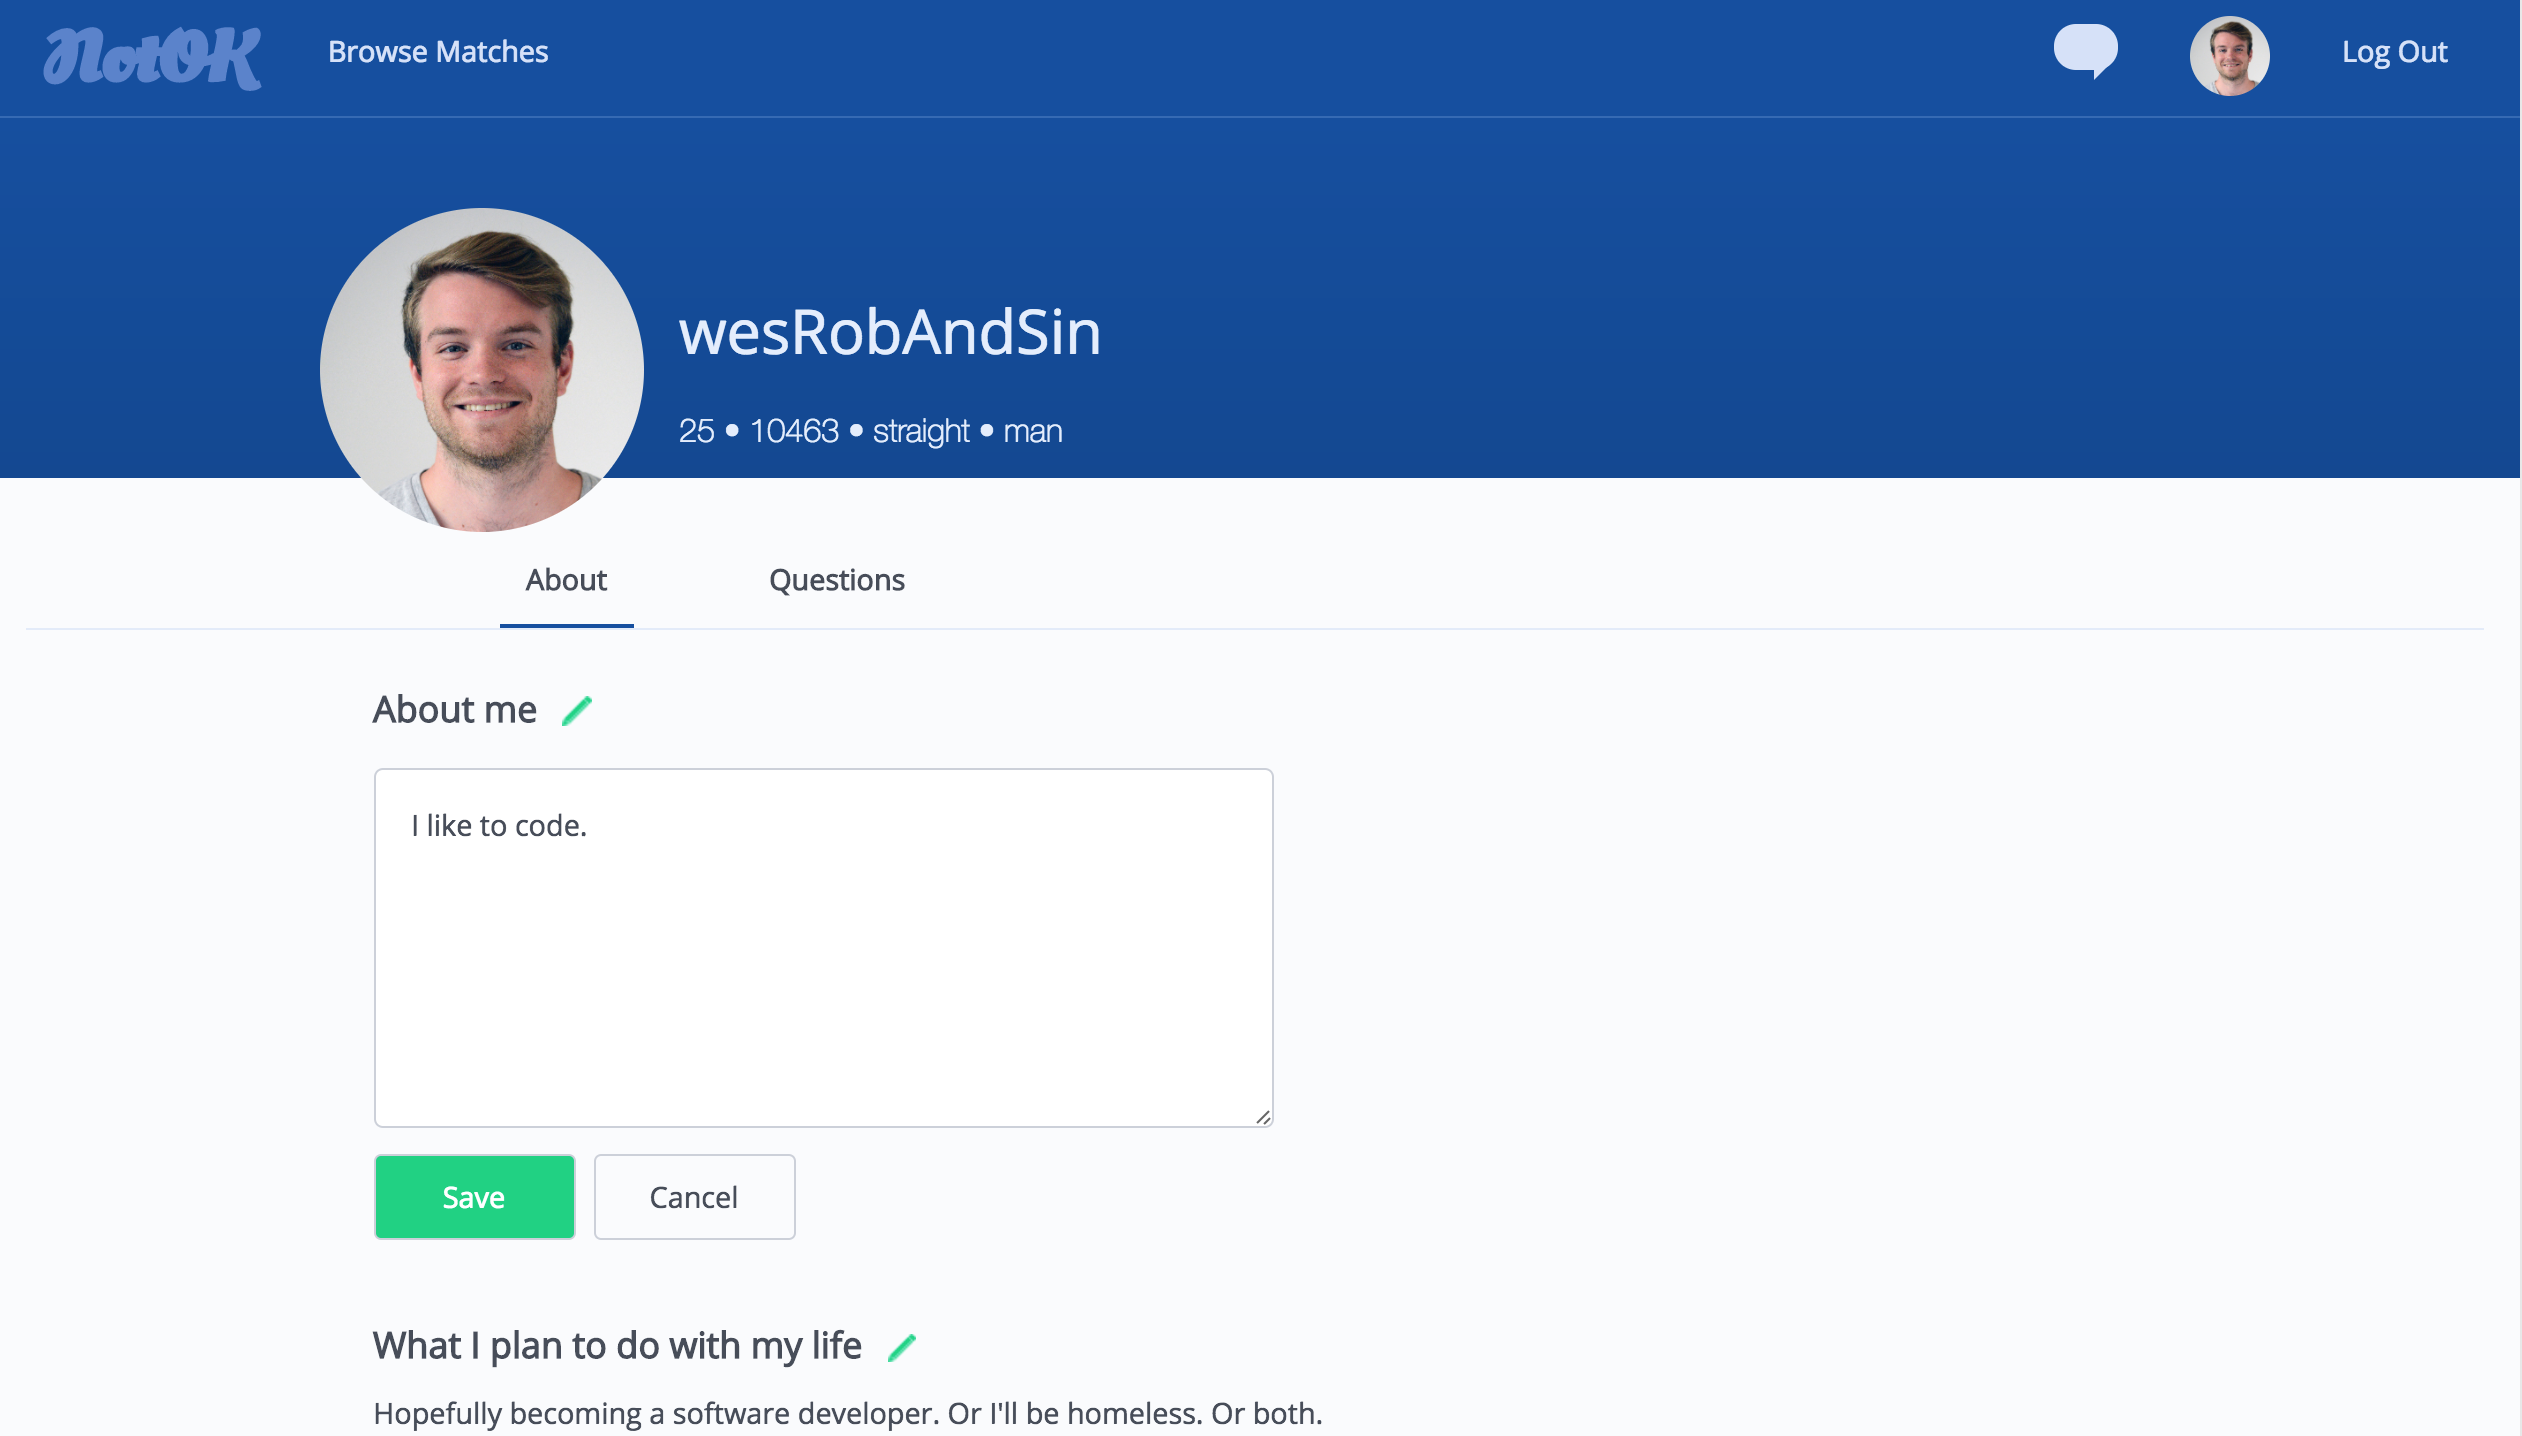 NotOK
Browse Matches
Log Out
wesRobAndSin
25 • 10463 • straight • man
About
Questions
About me
I like to code.
Save
Cancel
What I plan to do with my life
Hopefully becoming a software developer. Or I'll be homeless. Or both.